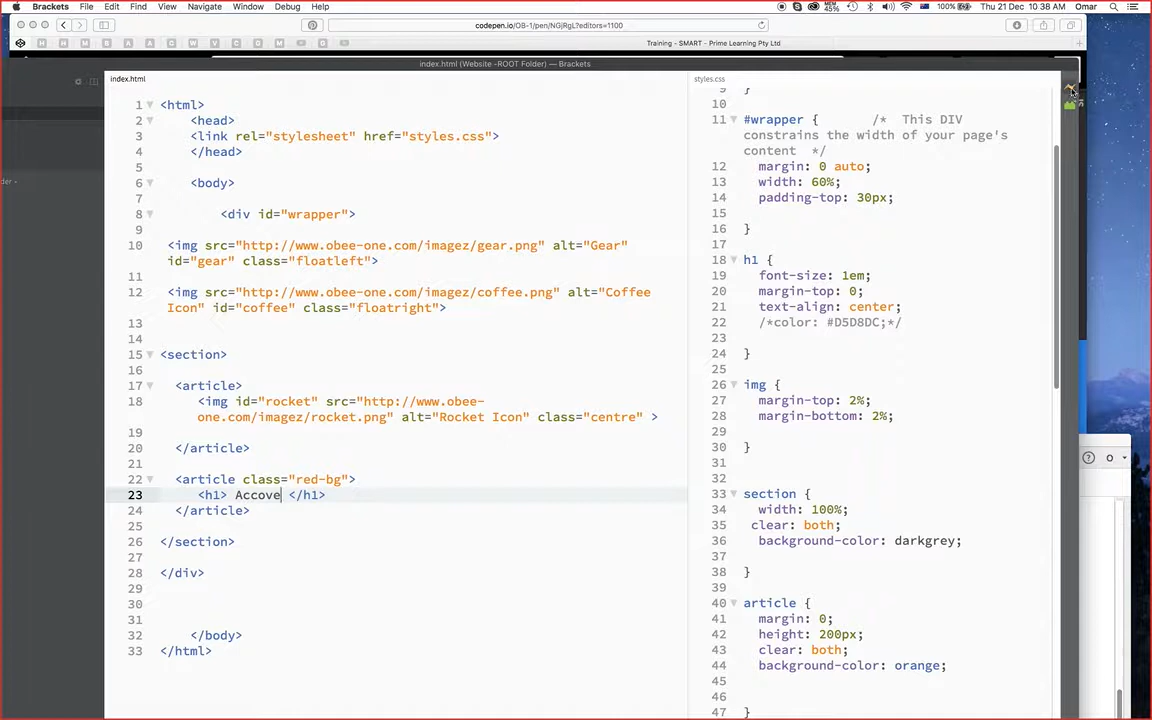 Brackets File Edit Find View Navigate Window Debug Help
MEM 45% 100% Thu 21 Dec 10:38 AM Omar
codepen.io/OB-1/pen/NGjRgL?editors=1100
H H M B A W V C D M D
Training - SMART - Prime Learning Pty Ltd
index.html (Website -ROOT Folder) — Brackets
index.html
styles.css
1 <html>
2 <head>
3 <link rel="stylesheet" href="styles.css">
4 </head>
5
6 <body>
7
8 <div id="wrapper">
9
10 <img src="http://www.obee-one.com/imagez/gear.png" alt="Gear"
id="gear" class="floatleft">
11
12 <img src="http://www.obee-one.com/imagez/coffee.png" alt="Coffee
Icon" id="coffee" class="floatright">
13
14
15 <section>
16
17 <article>
18 <img id="rocket" src="http://www.obee-
one.com/imagez/rocket.png" alt="Rocket Icon" class="centre" >
19
20 </article>
21
22 <article class="red-bg">
23 <h1> Accove </h1>
24 </article>
25
26 </section>
27
28 </div>
29
30
31
32 </body>
33 </html>
9 }
10
11 #wrapper { /* This DIV
constrains the width of your page's
content */
12 margin: 0 auto;
13 width: 60%;
14 padding-top: 30px;
15
16 }
17
18 h1 {
19 font-size: 1em;
20 margin-top: 0;
21 text-align: center;
22 /*color: #D5D8DC;*/
23
24 }
25
26 img {
27 margin-top: 2%;
28 margin-bottom: 2%;
29
30 }
31
32
33 section {
34 width: 100%;
35 clear: both;
36 background-color: darkgrey;
37
38 }
39
40 article {
41 margin: 0;
42 height: 200px;
43 clear: both;
44 background-color: orange;
45
46
47 }
der
O